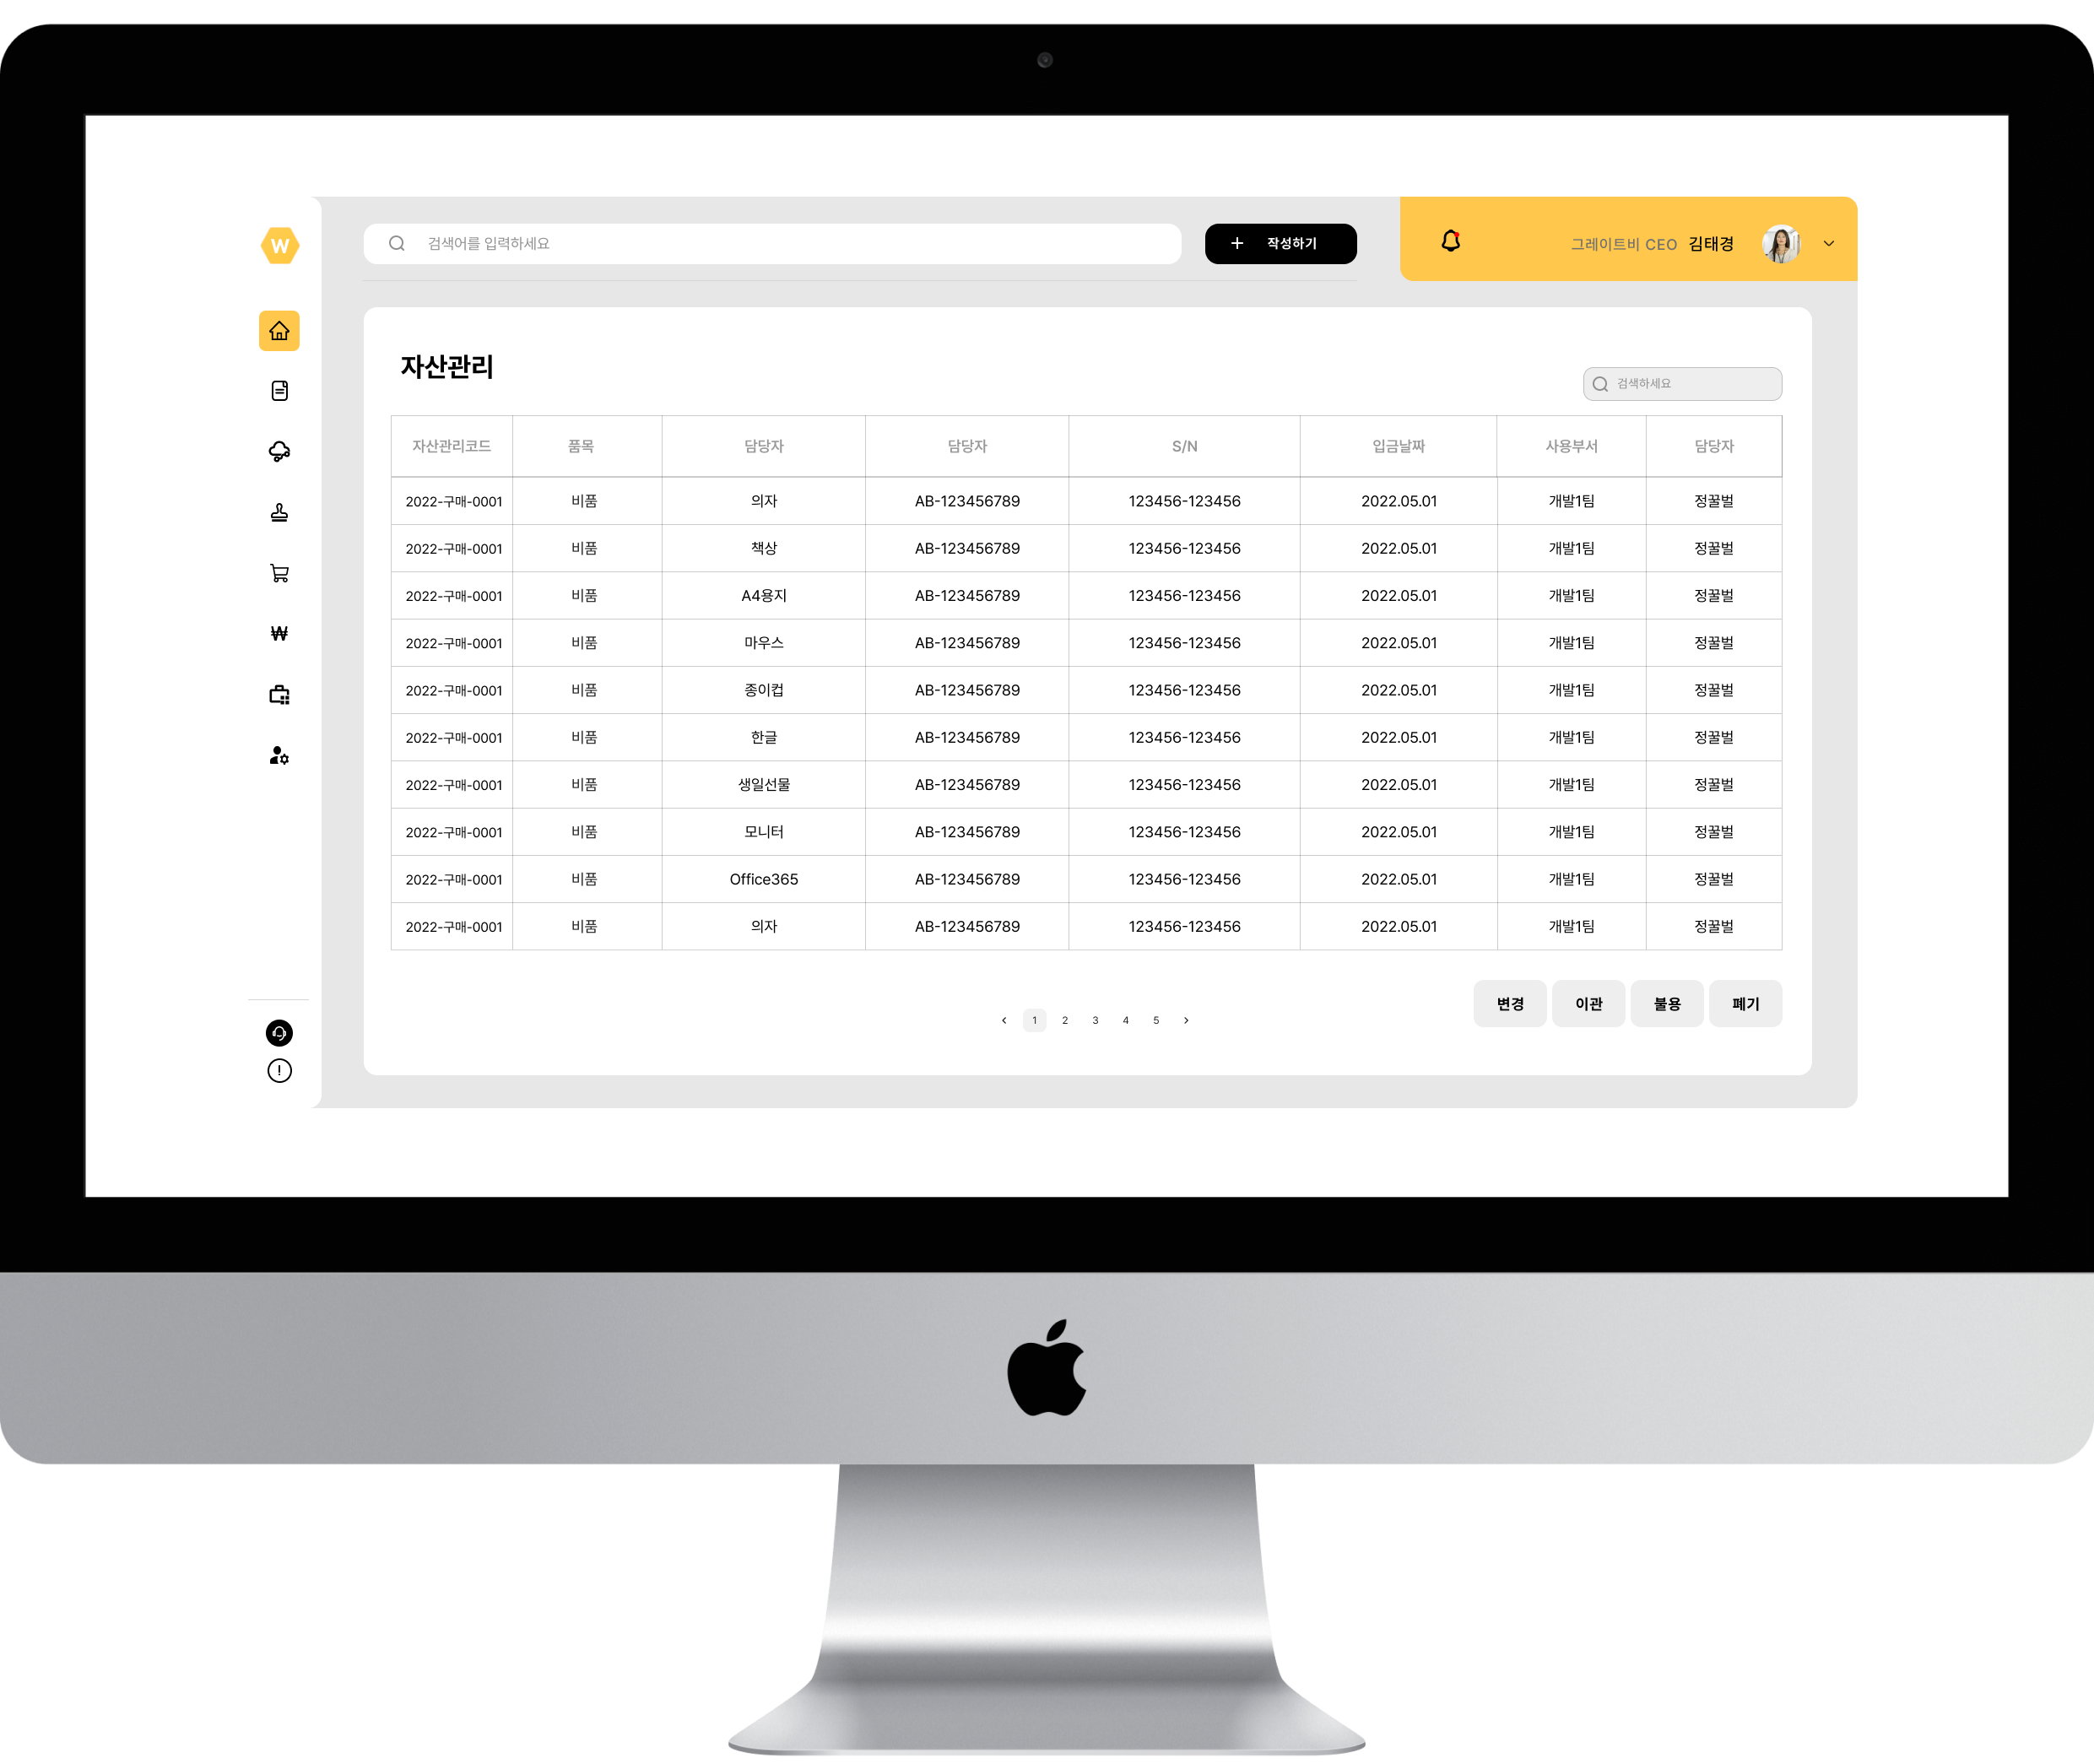 W
검색어를 입력하세요
+ 작성하기
그레이트비 CEO 김태경
자산관리
검색하세요
자산관리코드 품목 담당자 담당자 S/N 입금날짜 사용부서 담당자
2022-구매-0001 비품 의자 AB-123456789 123456-123456 2022.05.01 개발1팀 정꿀벌
2022-구매-0001 비품 책상 AB-123456789 123456-123456 2022.05.01 개발1팀 정꿀벌
2022-구매-0001 비품 A4용지 AB-123456789 123456-123456 2022.05.01 개발1팀 정꿀벌
2022-구매-0001 비품 마우스 AB-123456789 123456-123456 2022.05.01 개발1팀 정꿀벌
2022-구매-0001 비품 종이컵 AB-123456789 123456-123456 2022.05.01 개발1팀 정꿀벌
2022-구매-0001 비품 한글 AB-123456789 123456-123456 2022.05.01 개발1팀 정꿀벌
2022-구매-0001 비품 생일선물 AB-123456789 123456-123456 2022.05.01 개발1팀 정꿀벌
2022-구매-0001 비품 모니터 AB-123456789 123456-123456 2022.05.01 개발1팀 정꿀벌
2022-구매-0001 비품 Office365 AB-123456789 123456-123456 2022.05.01 개발1팀 정꿀벌
2022-구매-0001 비품 의자 AB-123456789 123456-123456 2022.05.01 개발1팀 정꿀벌
변경 이관 불용 폐기
< 1 2 3 4 5 >